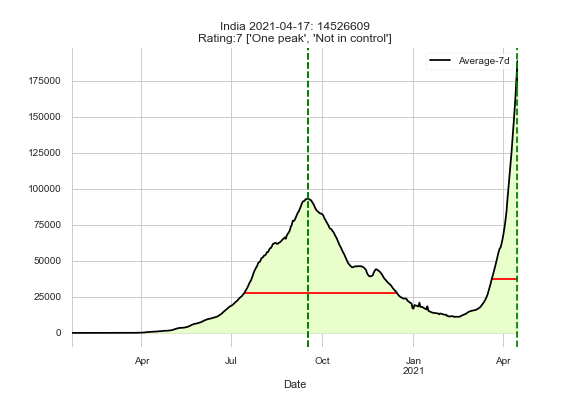 India 2021-04-17: 14526609
Rating:7 ['One peak', 'Not in control']
Average-7d
175000
150000
125000
100000
75000
50000
25000
0
Apr
Jul
Oct
Jan
2021
Apr
Date